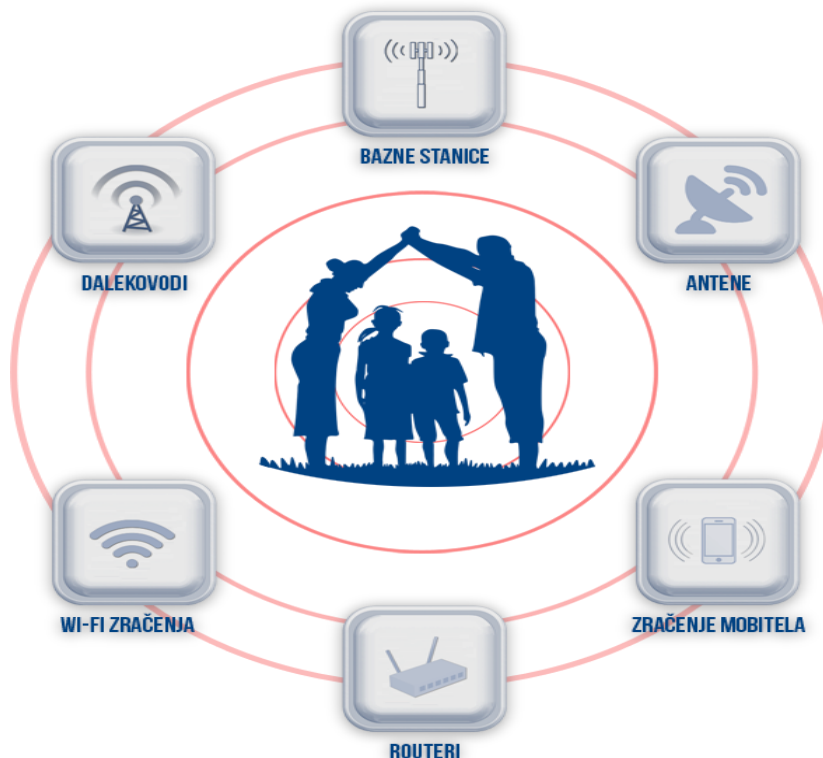 BAZNE STANICE
DALEKOVODI
ANTENE
WI-FI ZRAČENJA
ZRAČENJE MOBITELA
ROUTERI